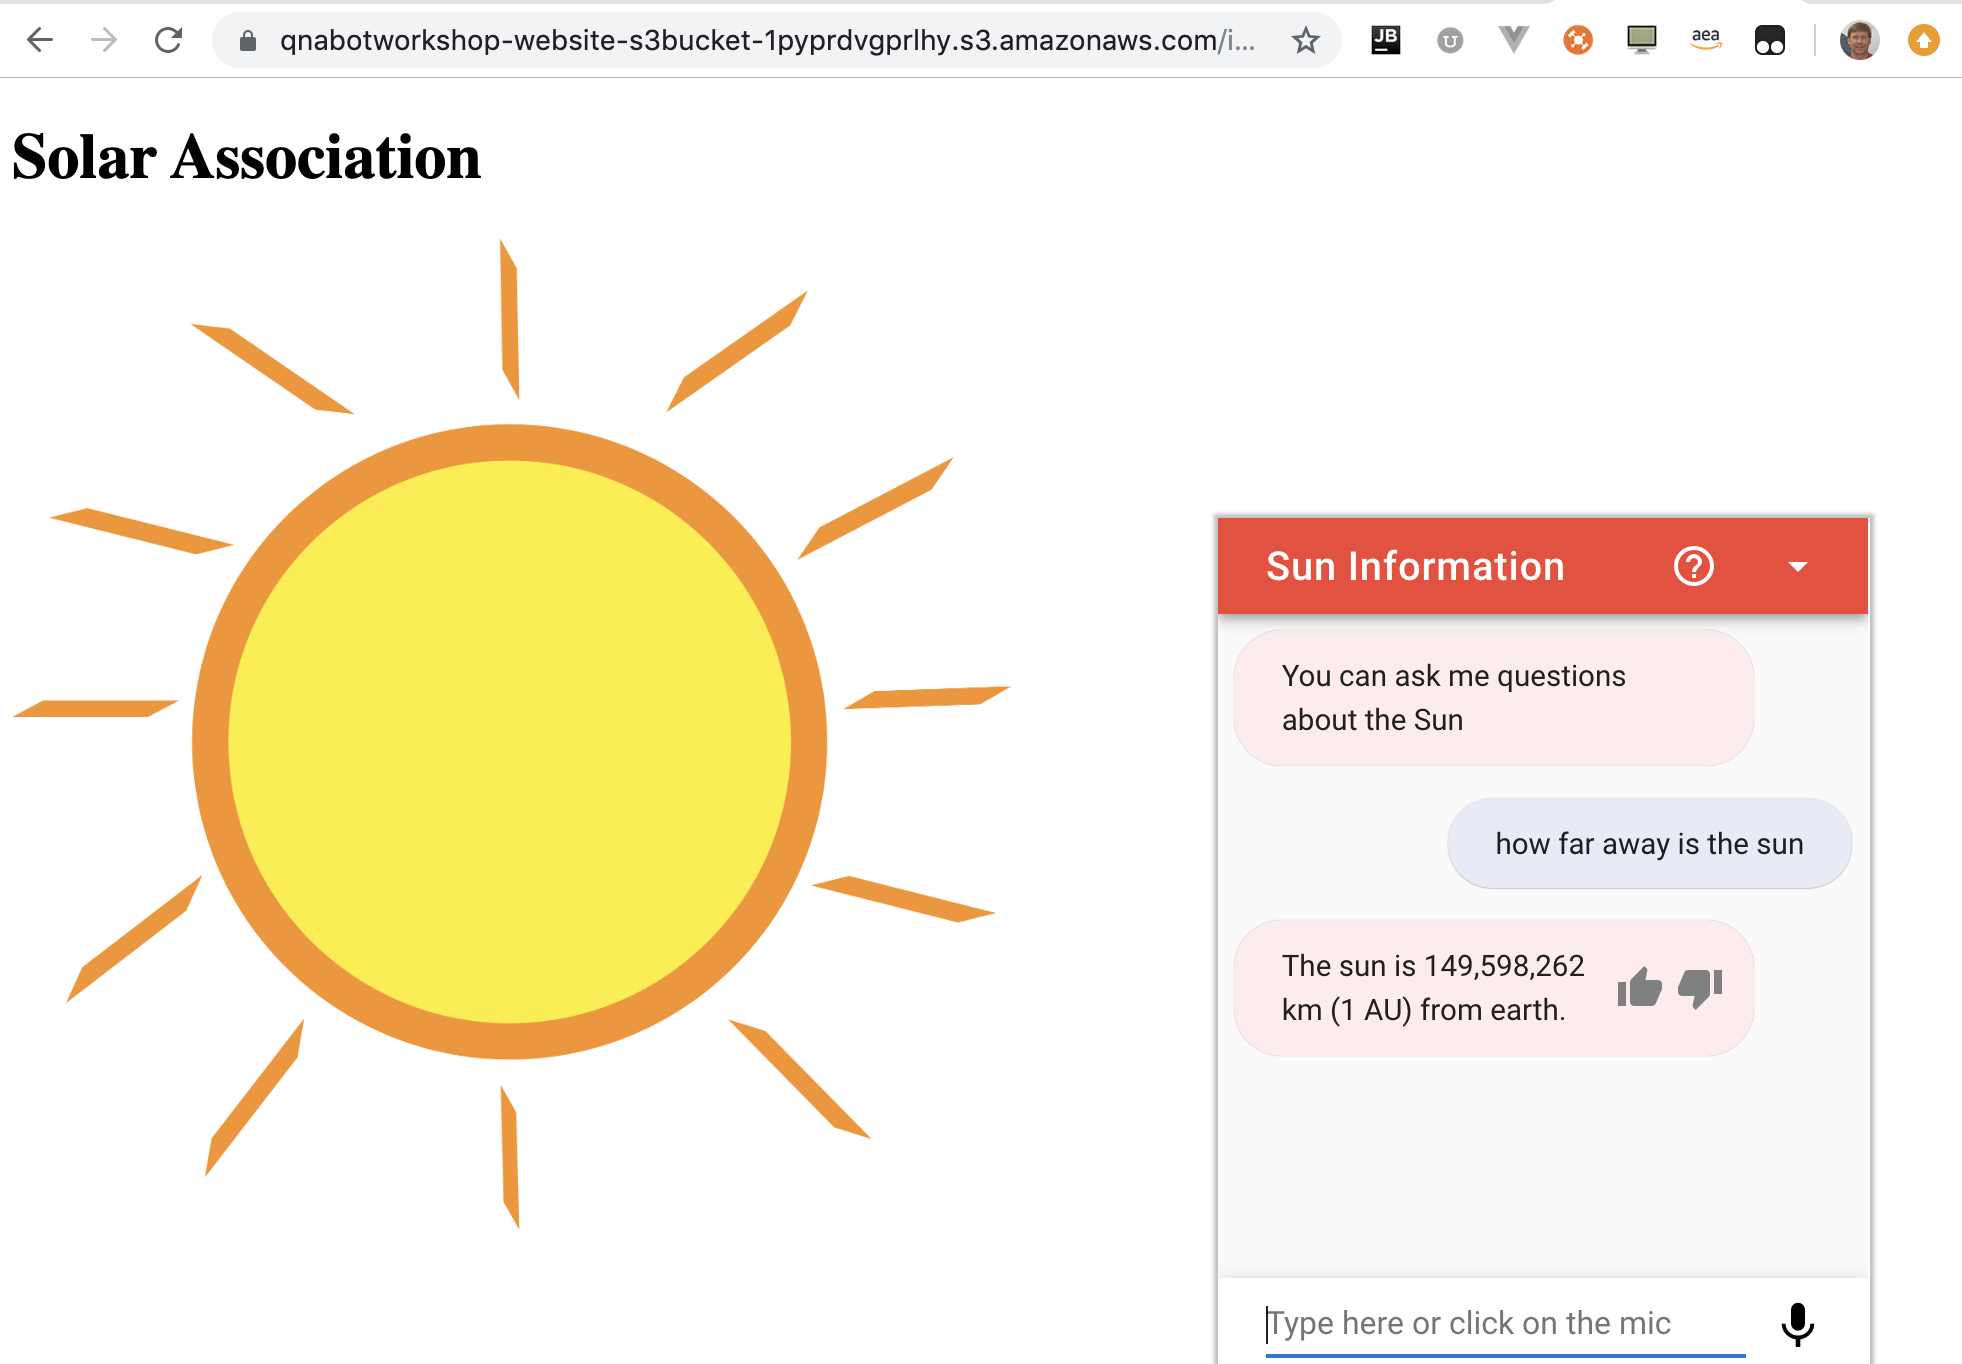 qnabotworkshop-website-s3bucket-1pyprdvgprlhy.s3.amazonaws.com/i...
JB
U
aea
Solar Association
Sun Information
?
You can ask me questions
about the Sun
how far away is the sun
The sun is 149,598,262
km (1 AU) from earth.
Type here or click on the mic